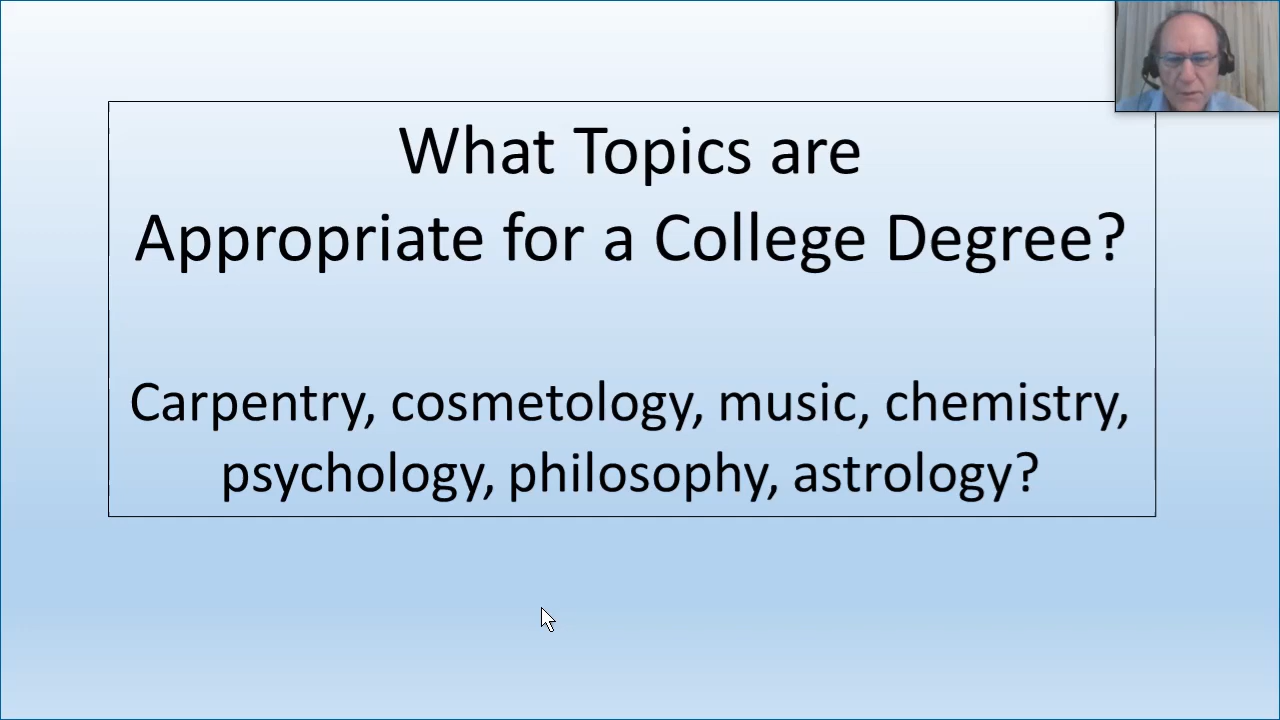 What Topics are
Appropriate for a College Degree?
Carpentry, cosmetology, music, chemistry,
psychology, philosophy, astrology?